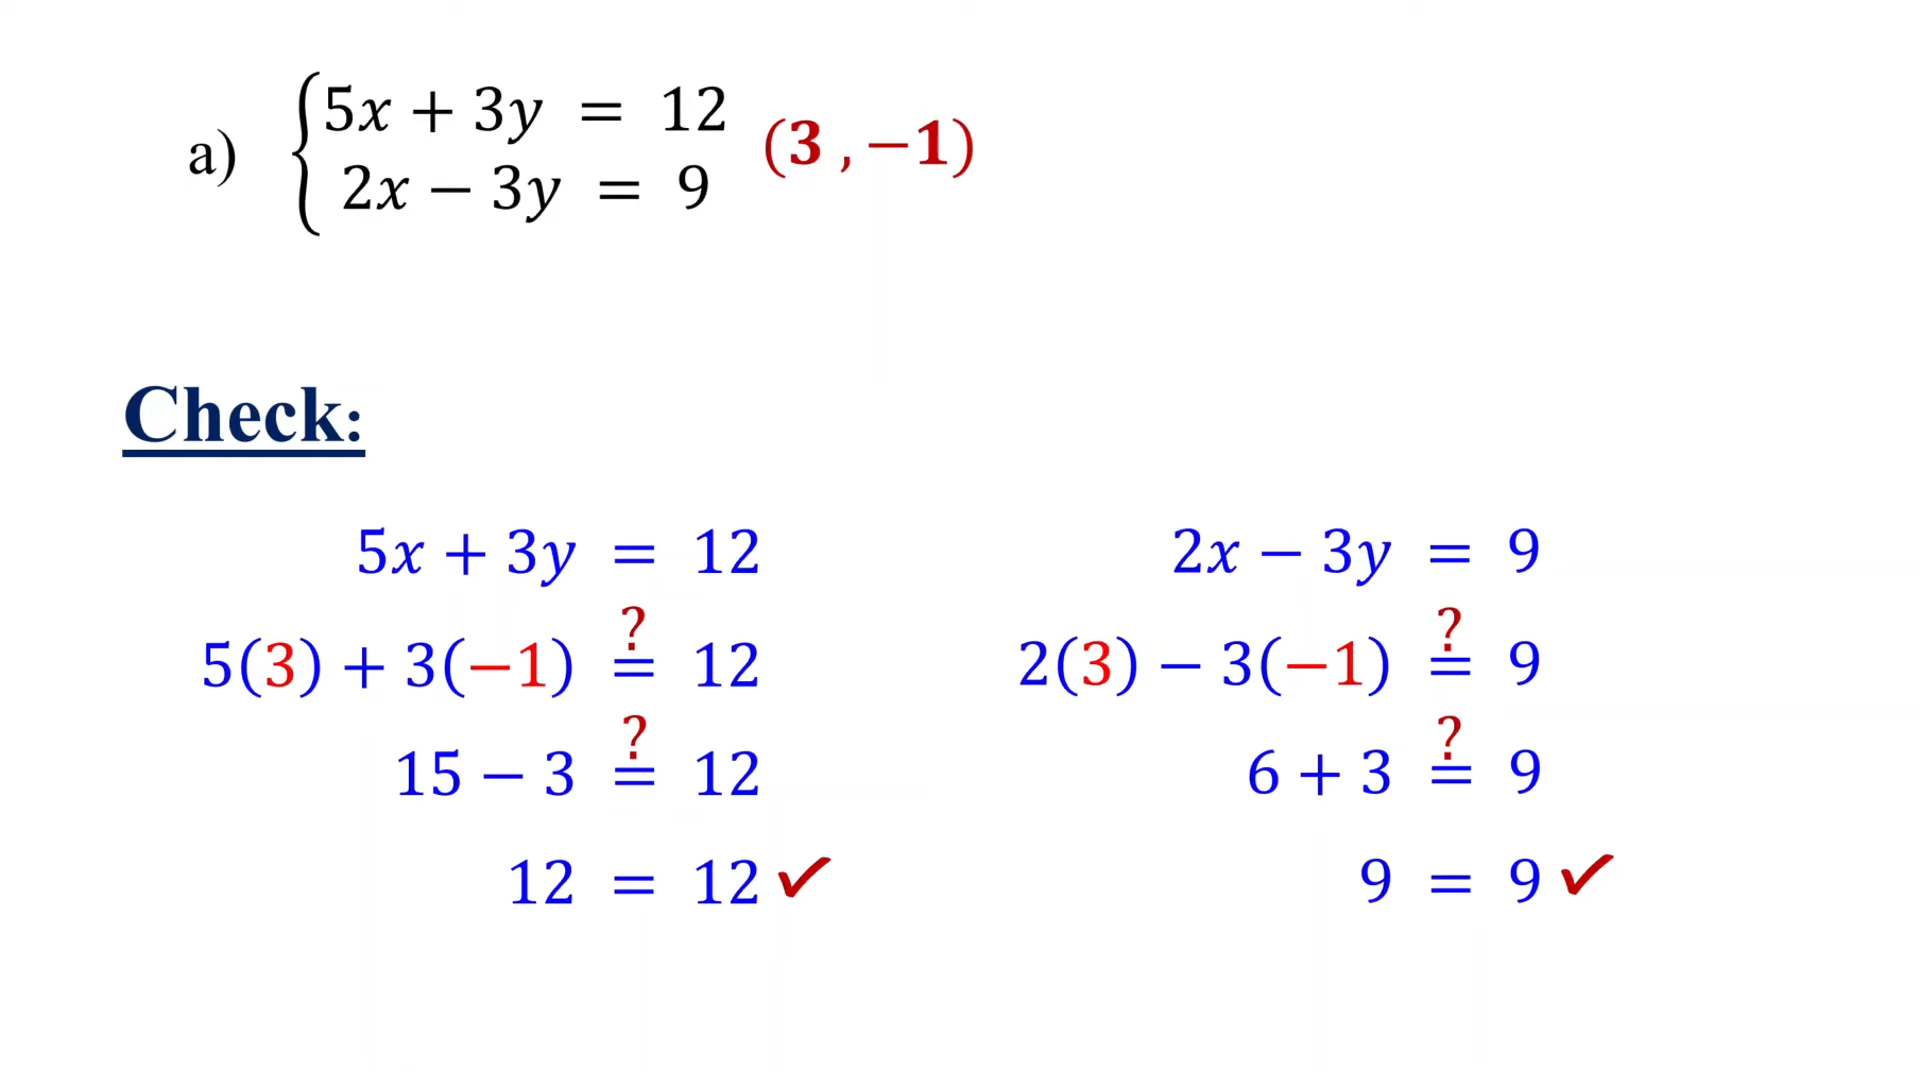 a) { 5x + 3y = 12 (3 , −1)
2x − 3y = 9
Check:
5x + 3y = 12
5(3) + 3(−1) ≟ 12
15 − 3 ≟ 12
12 = 12 ✓
2x − 3y = 9
2(3) − 3(−1) ≟ 9
6 + 3 ≟ 9
9 = 9 ✓